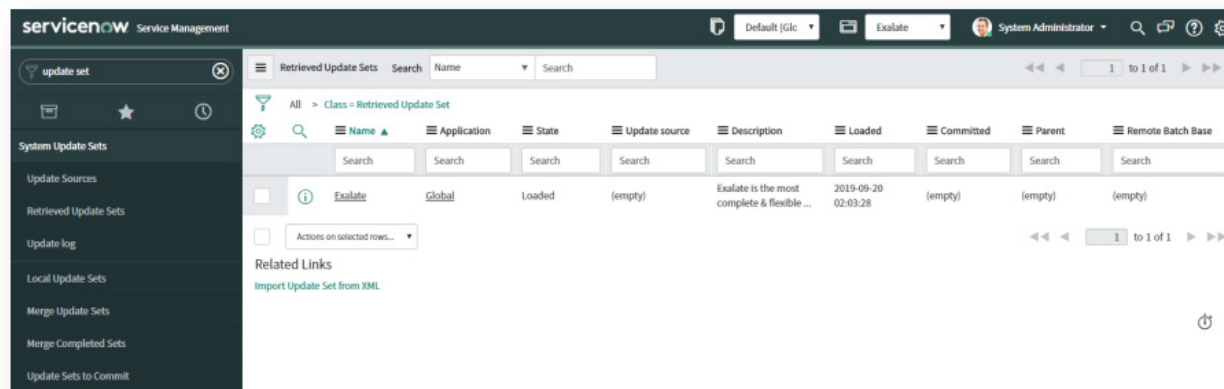 servicenow Service Management
Default [Glc
Exalate
System Administrator
update set
Retrieved Update Sets Search Name Search
1 to 1 of 1
All > Class = Retrieved Update Set
Name Application State Update source Description Loaded Committed Parent Remote Batch Base
Search Search Search Search Search Search Search Search Search
Exalate Global Loaded (empty) Exalate is the most complete & flexible ... 2019-09-20 02:03:28 (empty) (empty) (empty)
Actions on selected rows...
1 to 1 of 1
Related Links
Import Update Set from XML
System Update Sets
Update Sources
Retrieved Update Sets
Update log
Local Update Sets
Merge Update Sets
Merge Completed Sets
Update Sets to Commit